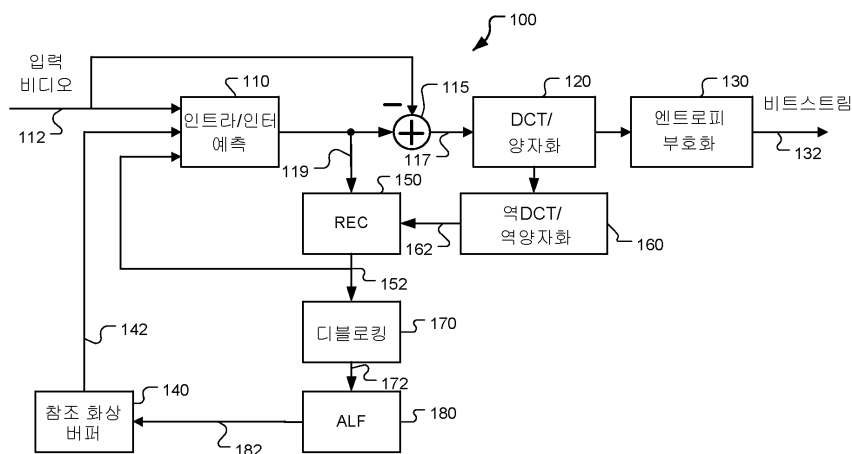 100
입력
비디오
110
115
120
130
인트라/인터
예측
DCT/
양자화
엔트로피
부호화
비트스트림
112
119
117
132
150
REC
역DCT/
역양자화
162
160
152
142
디블로킹
170
172
140
참조 화상
버퍼
ALF
180
182